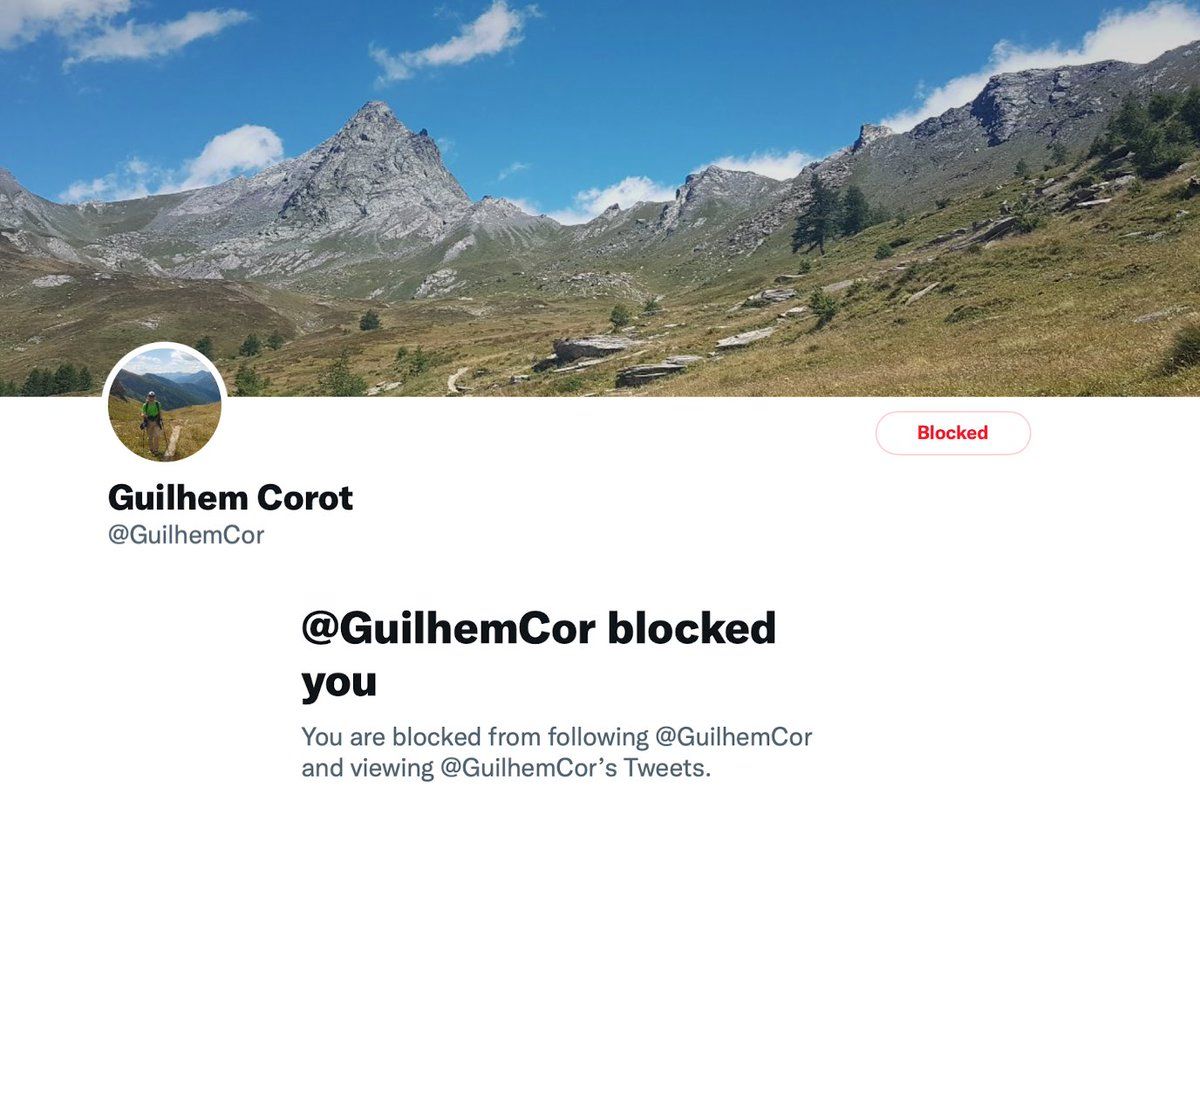 Blocked
Guilhem Corot
@GuilhemCor
@GuilhemCor blocked
you
You are blocked from following @GuilhemCor
and viewing @GuilhemCor’s Tweets.